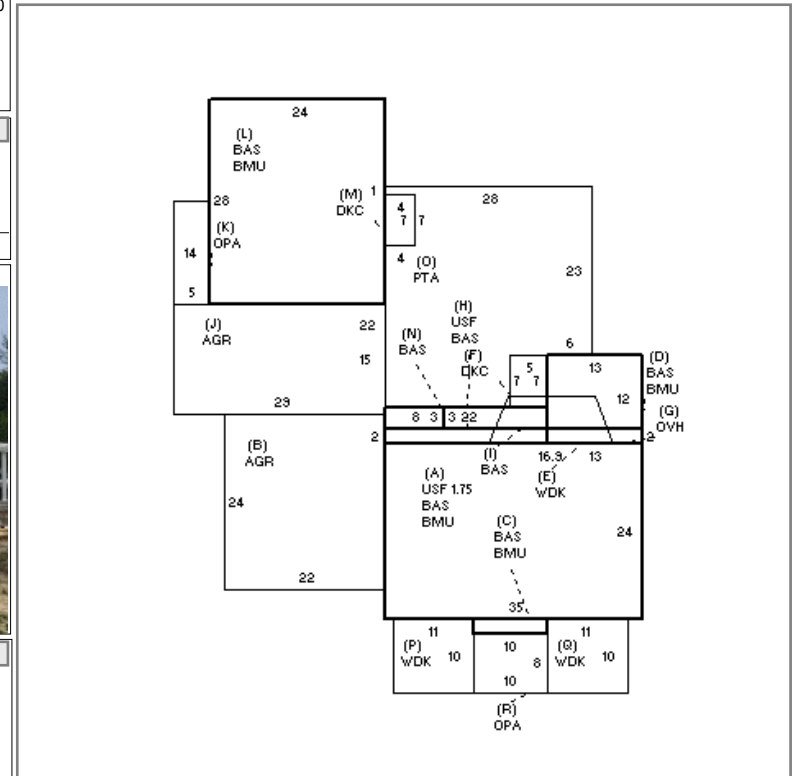 24
(L)
BAS
BMU
28
(M)
DKC
1
4
7 7
28
(K)
OPA
14
5
4
(O)
PTA
23
(J)
AGR
22
15
(H)
USF
BAS
(N)
BAS
(F)
DKC
6
5
7 7
13
(D)
BAS
BMU
12
(G)
OVH
29
8 3 3 22
2
2
(B)
AGR
(I)
BAS
16.9
13
(E)
WDK
(A)
USF 1.75
BAS
BMU
24
(C)
BAS
BMU
24
22
35
11
(P)
WDK
10
10
8
10
11
(Q)
WDK
10
(R)
OPA